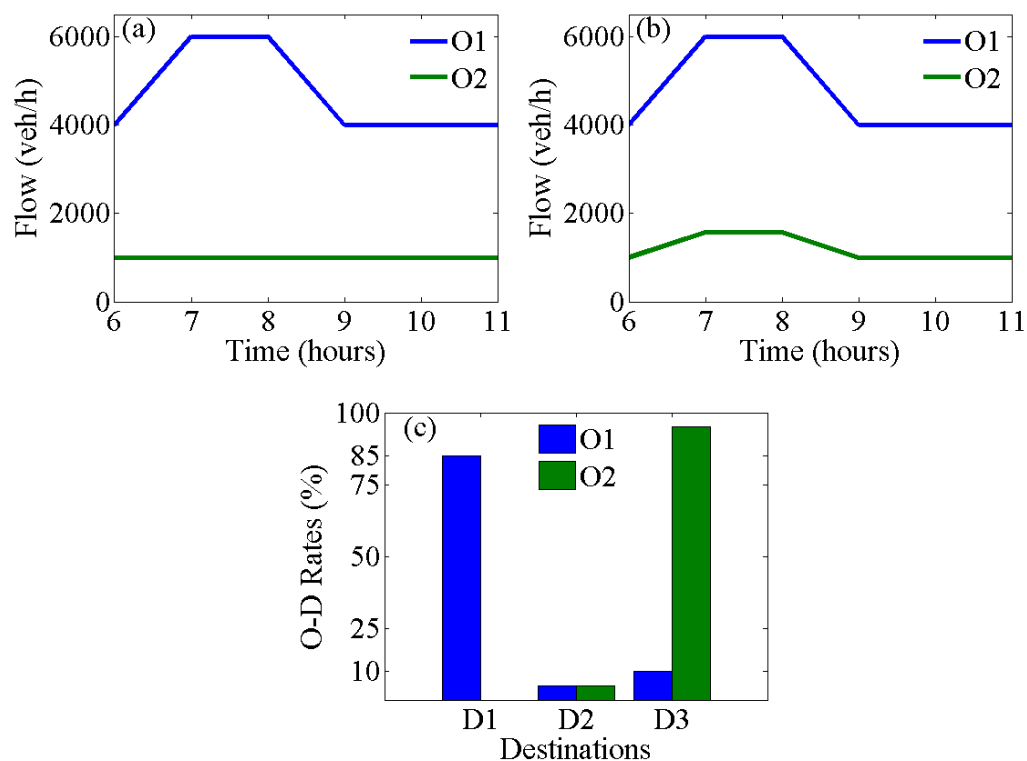 (a)
O1
O2
6000
4000
2000
0
6 7 8 9 10 11
Flow (veh/h)
Time (hours)
(b)
O1
O2
6000
4000
2000
0
6 7 8 9 10 11
Flow (veh/h)
Time (hours)
(c)
O1
O2
100
85
75
50
25
10
O-D Rates (%)
D1 D2 D3
Destinations